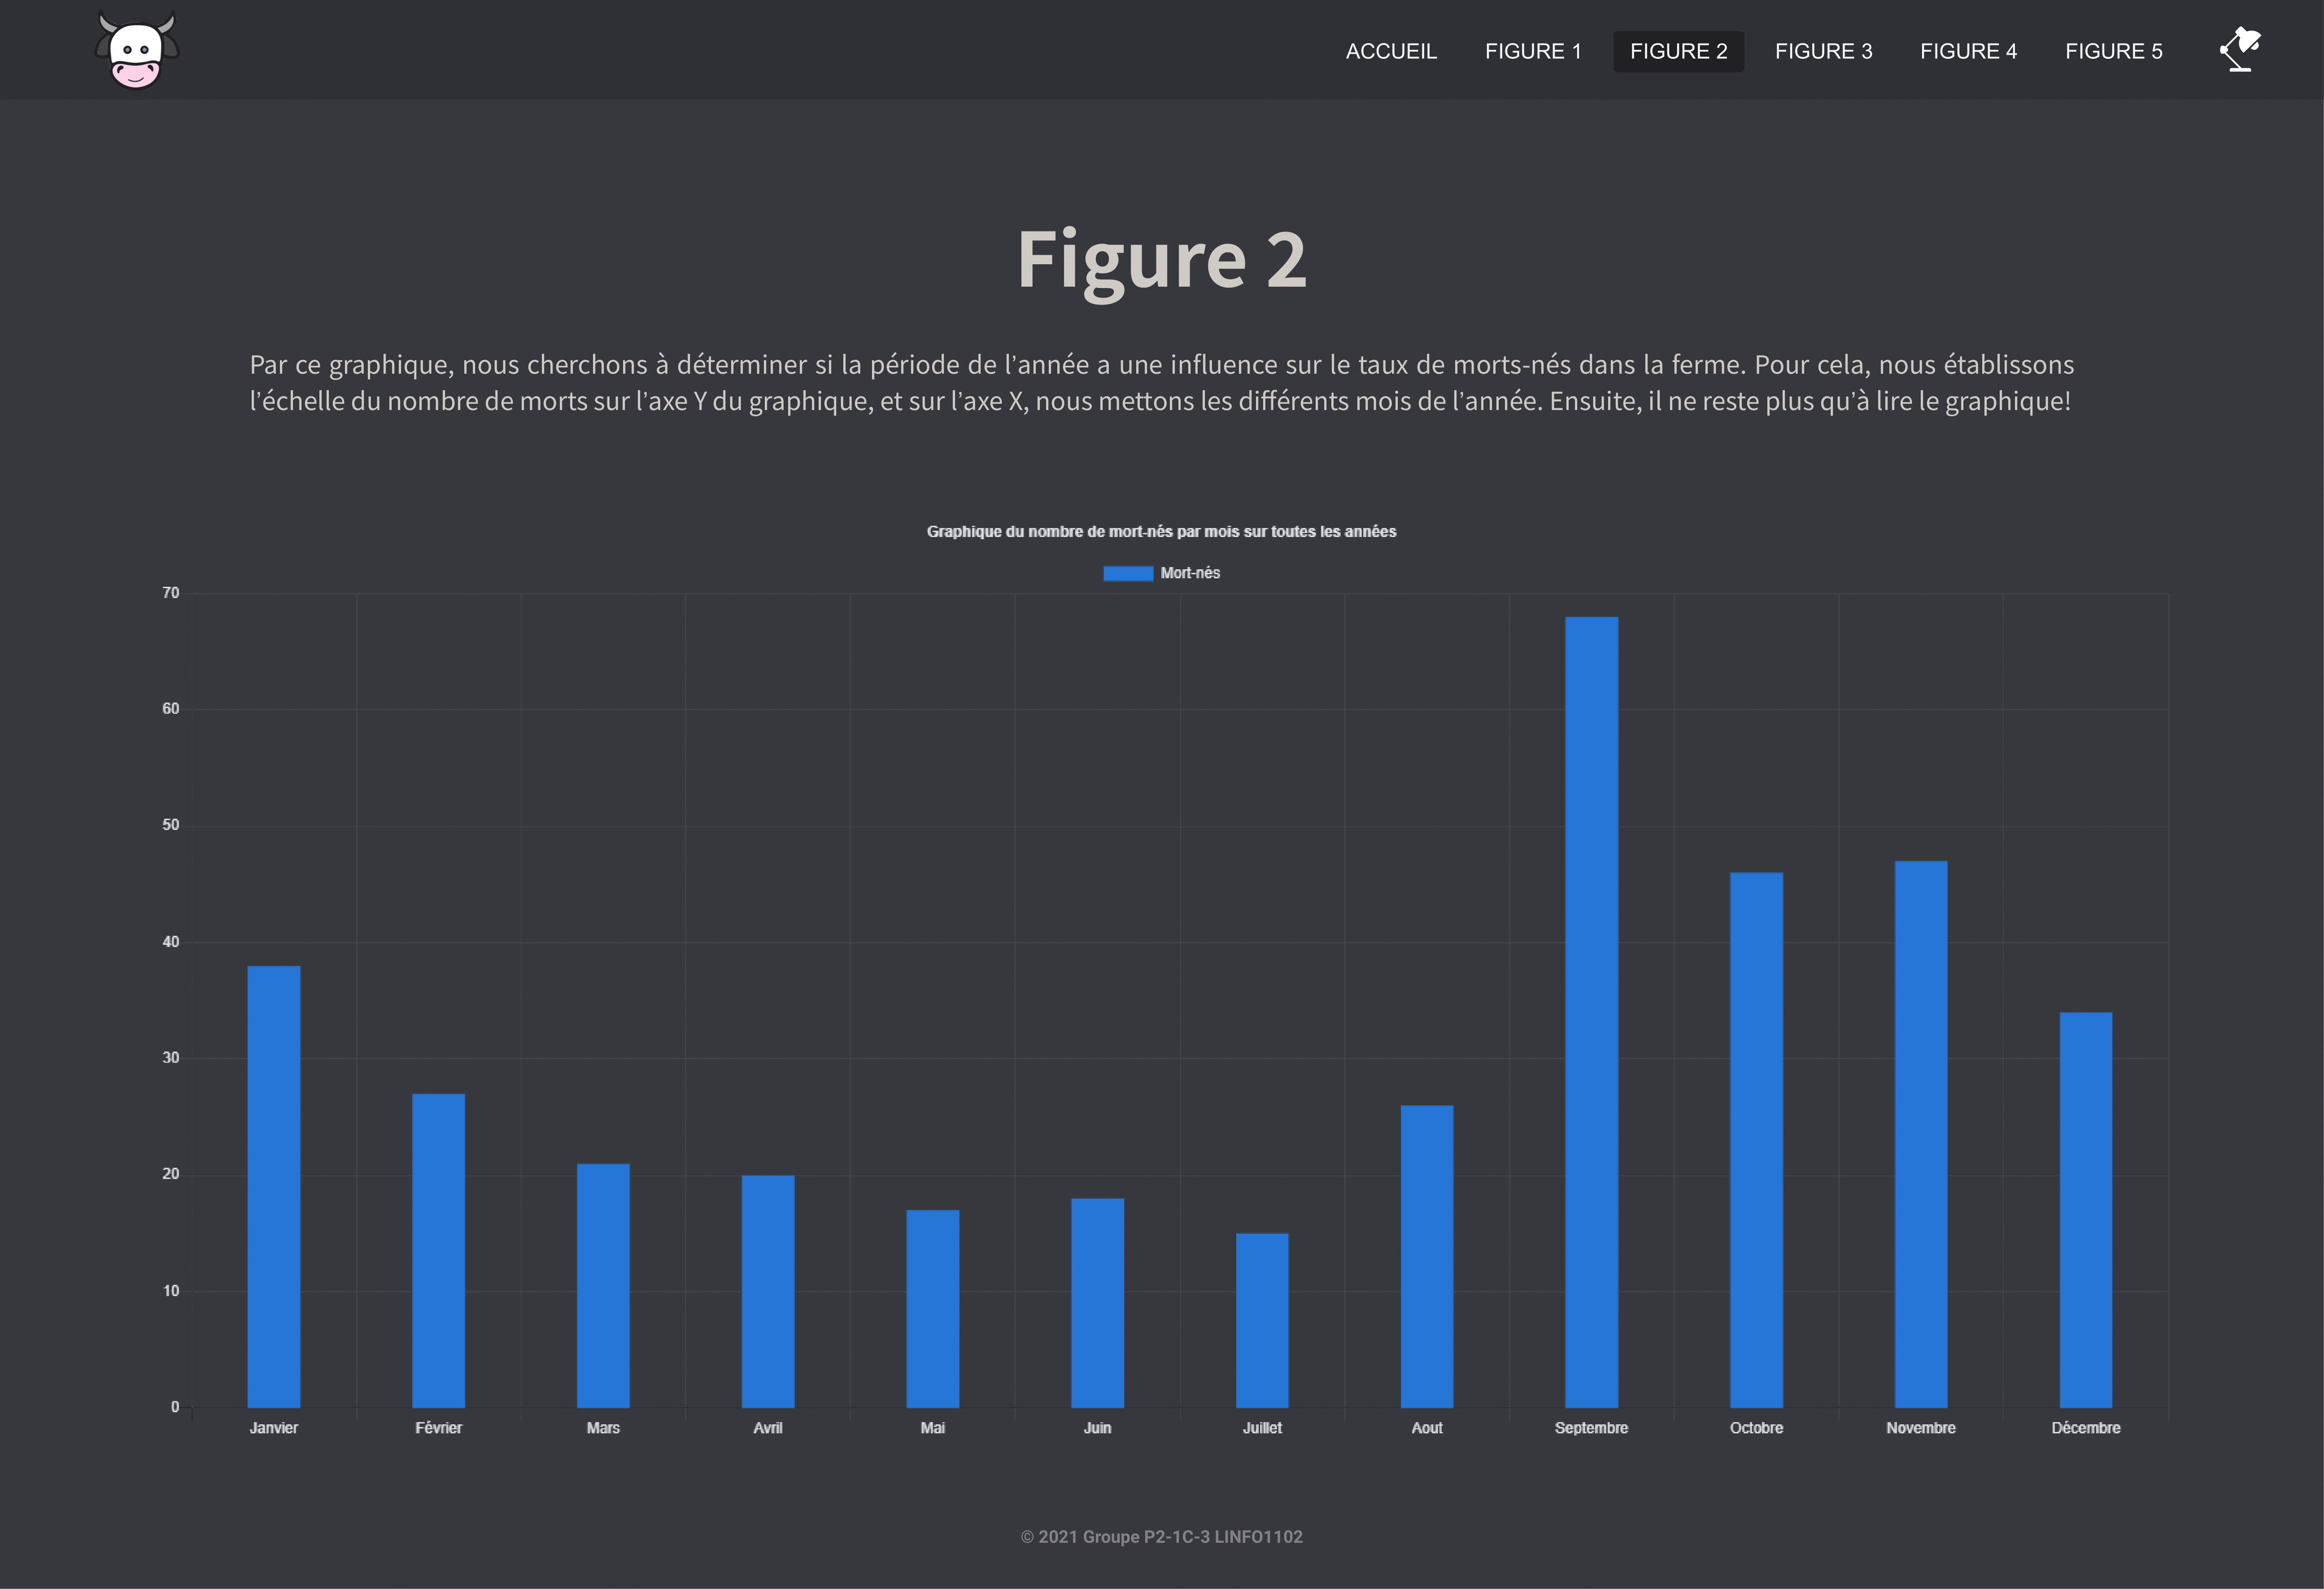 ACCUEIL FIGURE 1 FIGURE 2 FIGURE 3 FIGURE 4 FIGURE 5
Figure 2
Par ce graphique, nous cherchons à déterminer si la période de l’année a une influence sur le taux de morts-nés dans la ferme. Pour cela, nous établissons
l’échelle du nombre de morts sur l’axe Y du graphique, et sur l’axe X, nous mettons les différents mois de l’année. Ensuite, il ne reste plus qu’à lire le graphique!
Graphique du nombre de mort-nés par mois sur toutes les années
Mort-nés
70
60
50
40
30
20
10
0
Janvier Février Mars Avril Mai Juin Juillet Aout Septembre Octobre Novembre Décembre
© 2021 Groupe P2-1C-3 LINFO1102